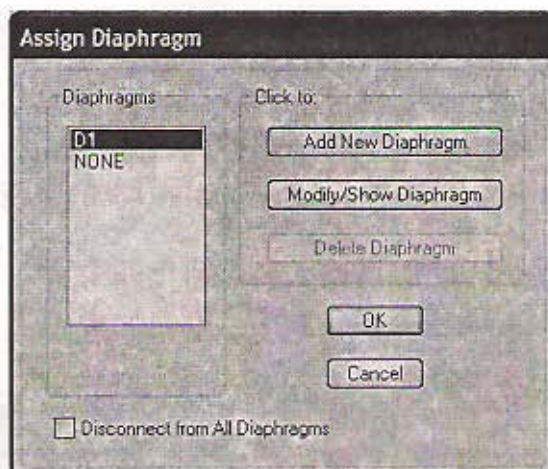 Assign Diaphragm
Diaphragms
D1
NONE
Click to:
Add New Diaphragm
Modify/Show Diaphragm
Delete Diaphragm
OK
Cancel
Disconnect from All Diaphragms